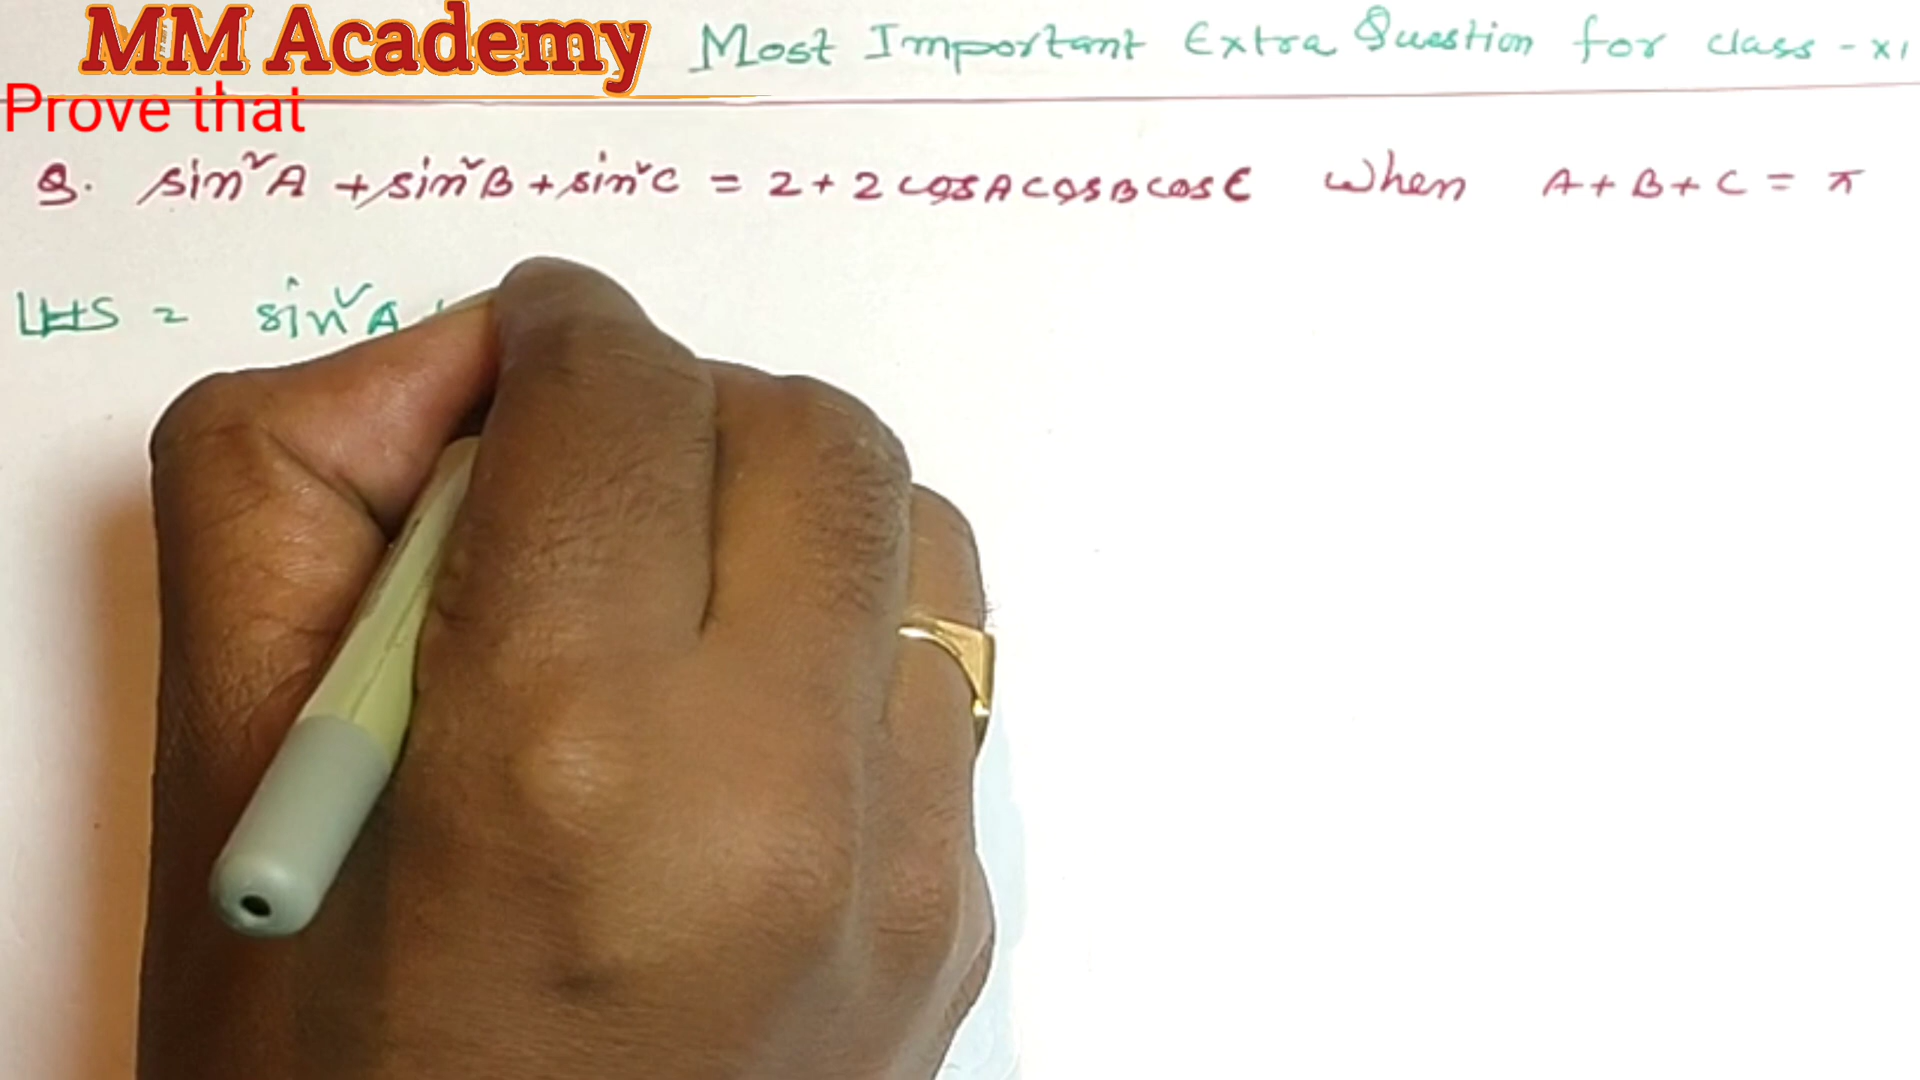 MM Academy Most Important Extra Question for class - XI
Prove that
Q. sin²A + sin²B + sin²C = 2 + 2 cosA cosB cosC when A + B + C = π
LHS = sin²A